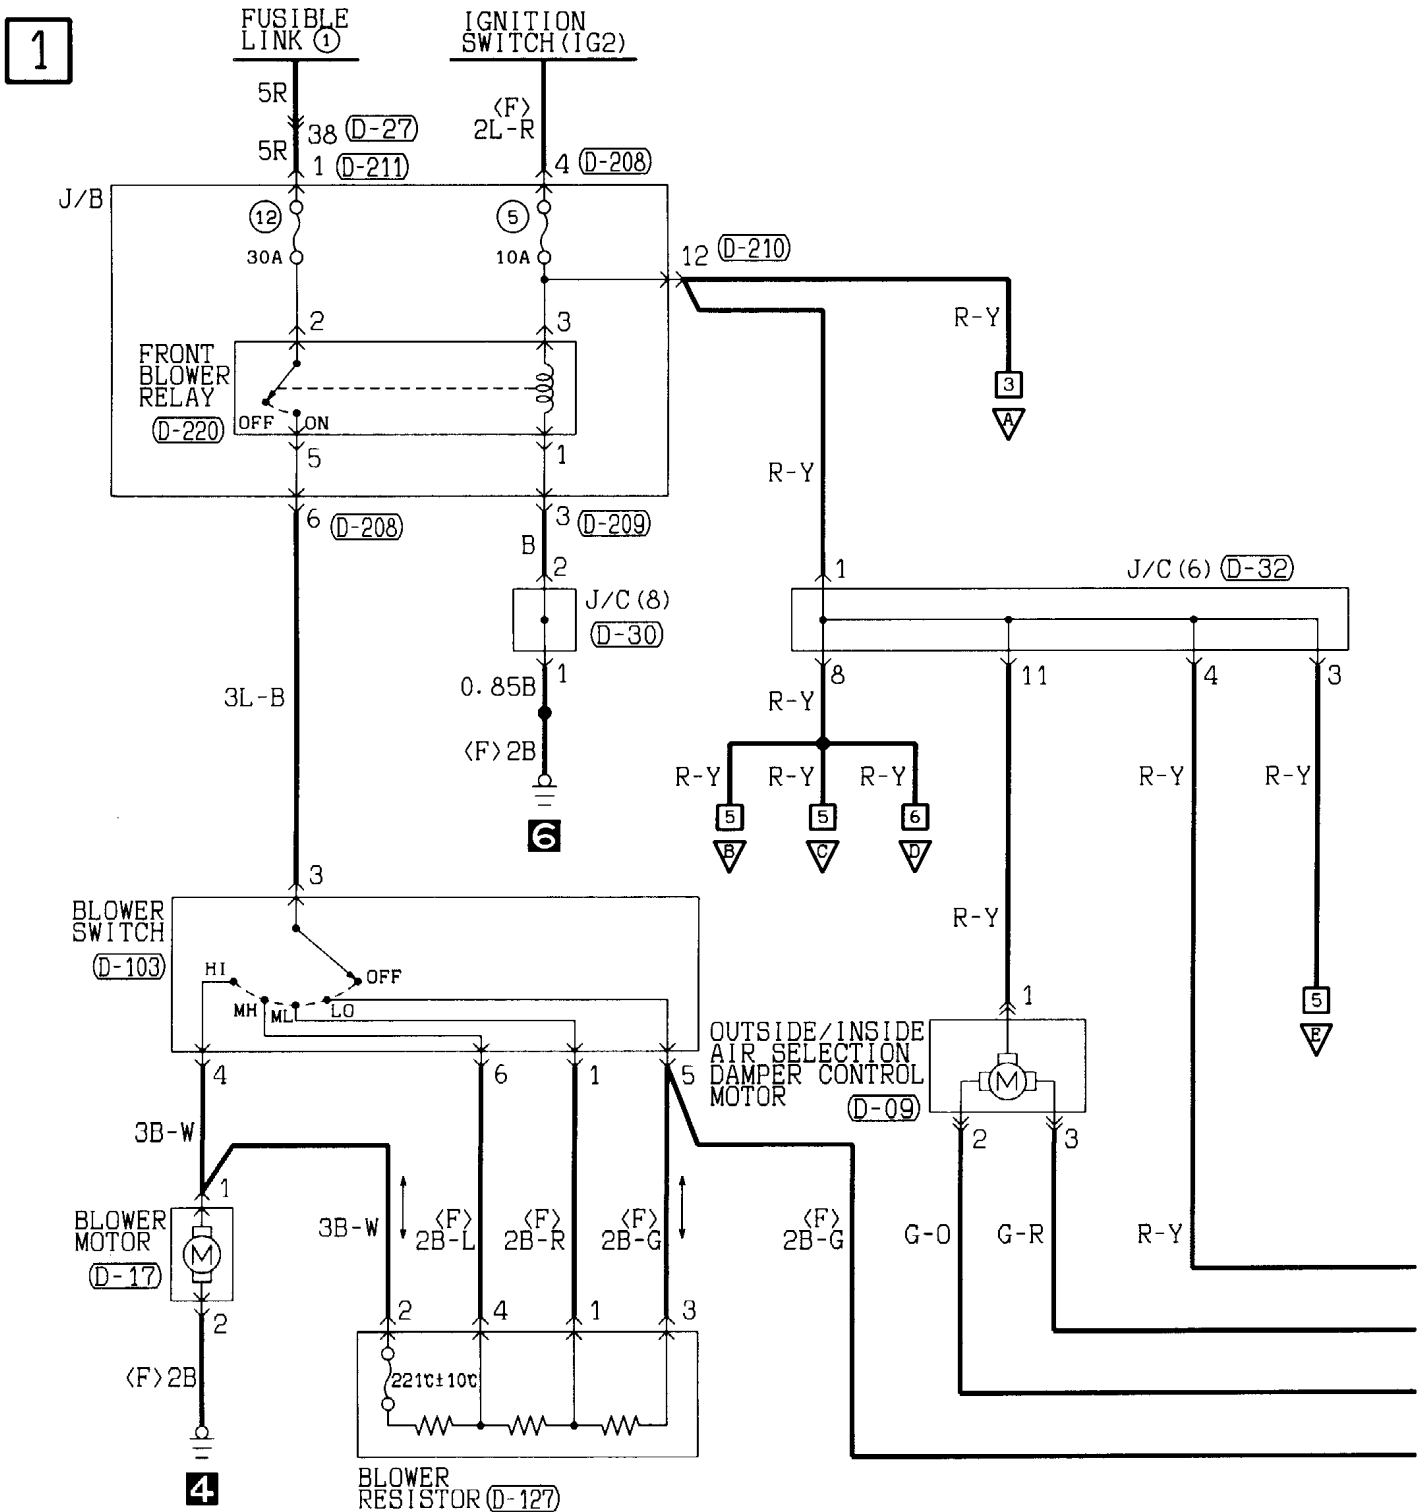 1
FUSIBLE
LINK ①
IGNITION
SWITCH(IG2)
5R
38 D-27
5R
1 D-211
<F>
2L-R
4 D-208
J/B
12
30A
5
10A
12 D-210
R-Y
3
A
2
3
FRONT
BLOWER
RELAY
D-220
OFF
ON
5
1
R-Y
6 D-208
3 D-209
B
2
J/C(8)
D-30
1
0.85B
<F>2B
6
3L-B
1
J/C(6) D-32
8
11
4
3
R-Y
R-Y
R-Y
R-Y
R-Y
R-Y
5
5
6
B
C
D
3
BLOWER
SWITCH
D-103
HI
MH
ML
LO
OFF
R-Y
1
5
E
4
6
1
5
OUTSIDE/INSIDE
AIR SELECTION
DAMPER CONTROL
MOTOR
D-09
M
2
3
3B-W
1
BLOWER
MOTOR
D-17
M
2
<F>2B
4
3B-W
<F>
2B-L
<F>
2B-R
<F>
2B-G
<F>
2B-G
G-O
G-R
R-Y
2
4
1
3
221℃±10℃
BLOWER
RESISTOR D-127